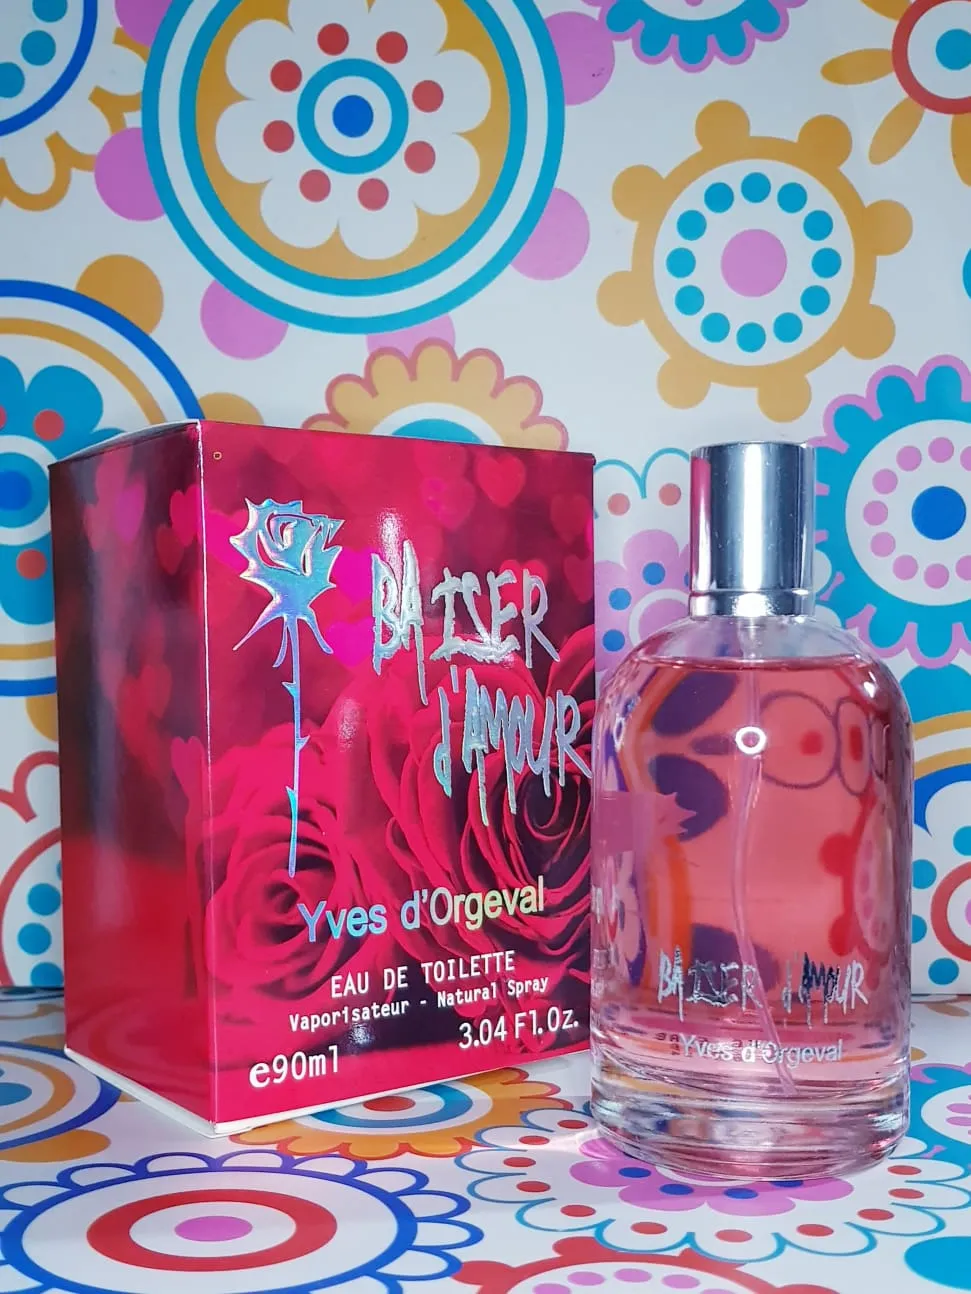 BAISER
d'AMOUR
Yves d'Orgeval
EAU DE TOILETTE
Vaporisateur - Natural Spray
e90ml
3.04 Fl.Oz.
BAISER d'AMOUR
Yves d'Orgeval